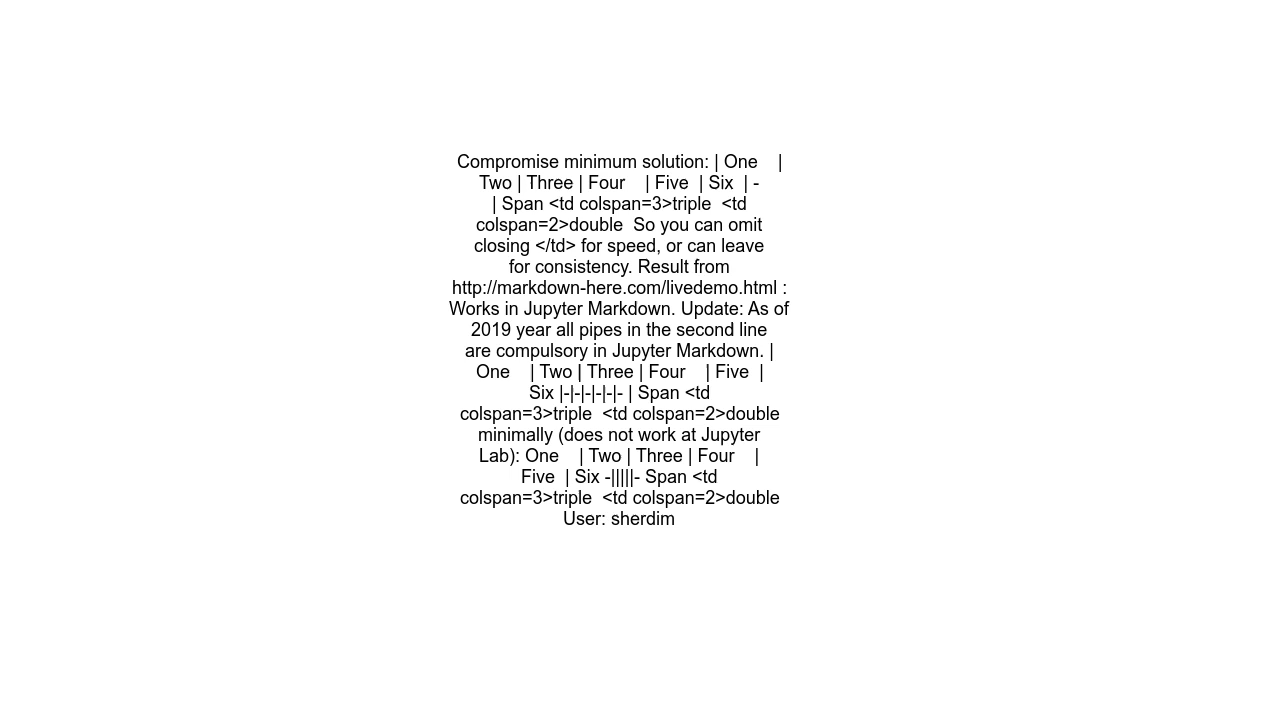 Compromise minimum solution: | One    |
Two | Three | Four    | Five  | Six  | -
| Span <td colspan=3>triple  <td
colspan=2>double  So you can omit
closing </td> for speed, or can leave
for consistency. Result from
http://markdown-here.com/livedemo.html :
Works in Jupyter Markdown. Update: As of
2019 year all pipes in the second line
are compulsory in Jupyter Markdown. |
One    | Two | Three | Four    | Five  |
Six |-|-|-|-|-|- | Span <td
colspan=3>triple  <td colspan=2>double
minimally (does not work at Jupyter
Lab): One    | Two | Three | Four    |
Five  | Six -|||||- Span <td
colspan=3>triple  <td colspan=2>double
User: sherdim